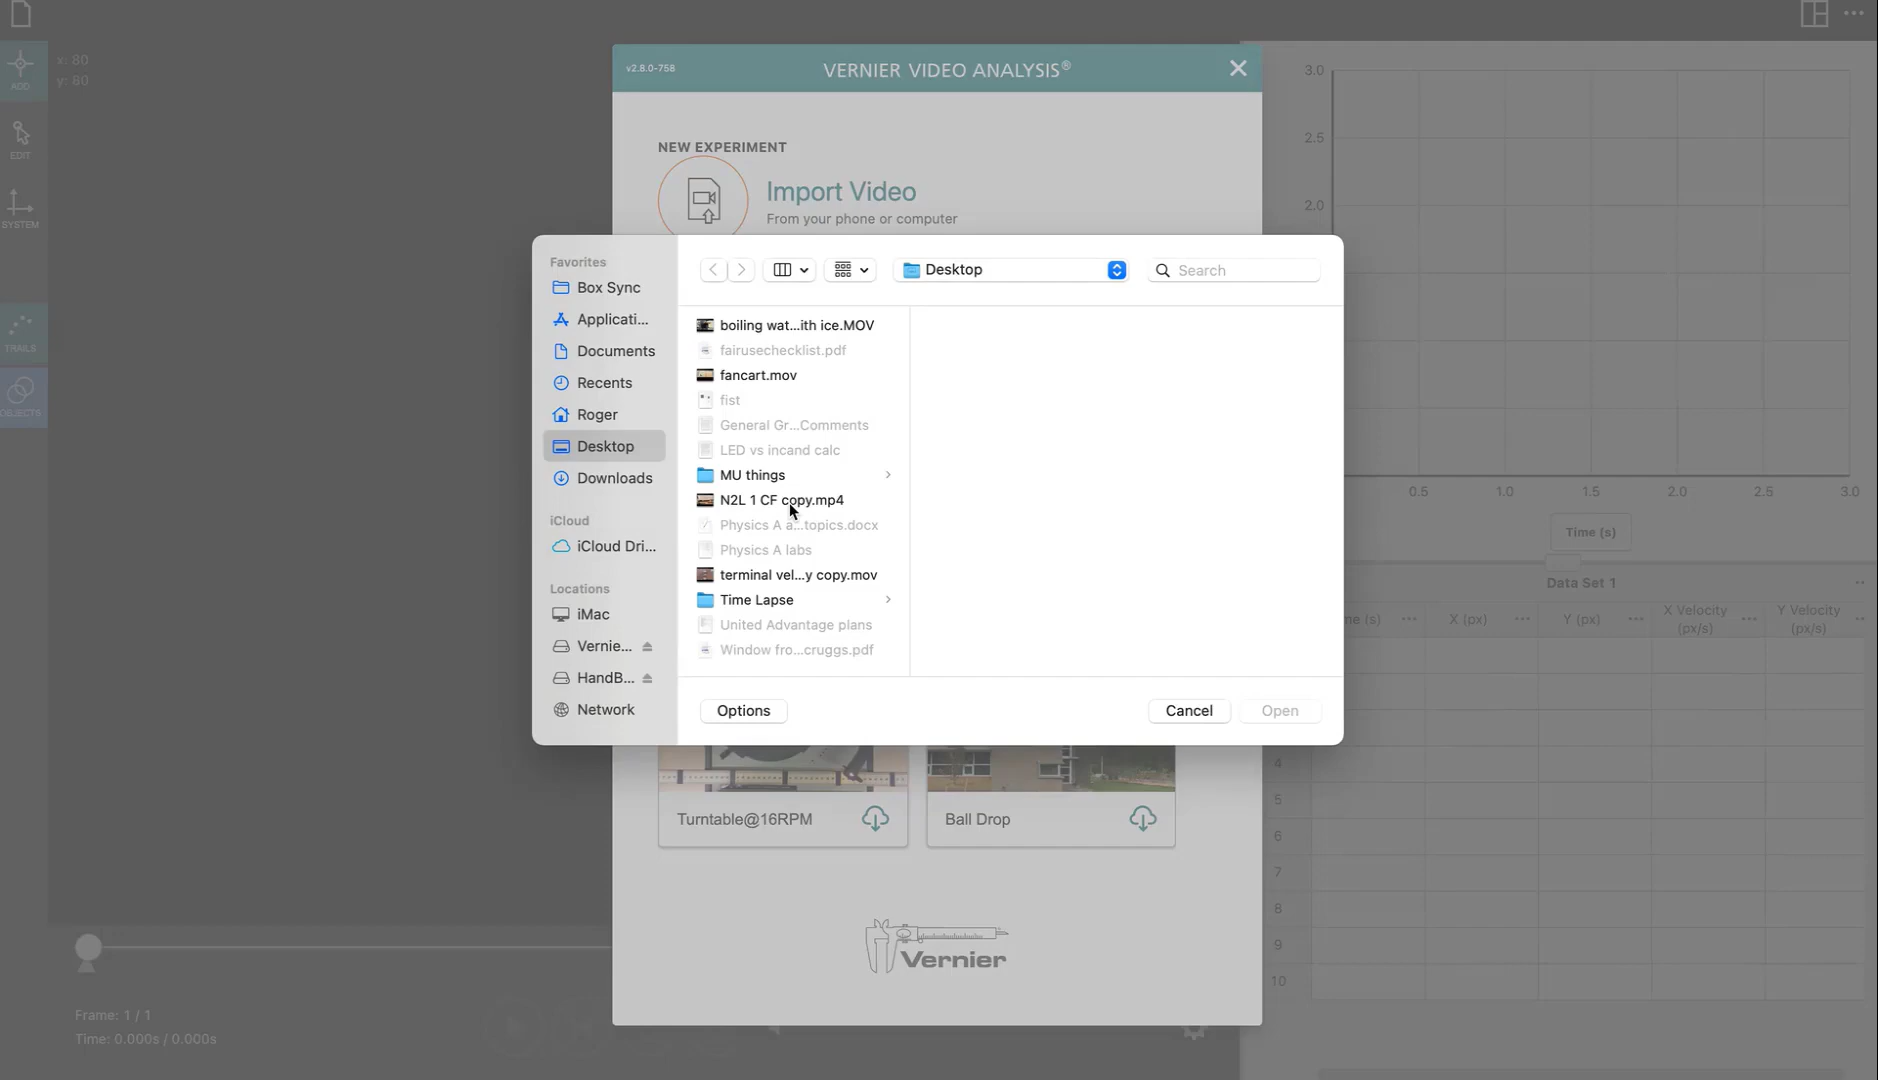 x: 80
y: 80
ADD
EDIT
SYSTEM
TRAILS
OBJECTS
v2.8.0-758
VERNIER VIDEO ANALYSIS®
NEW EXPERIMENT
Import Video
From your phone or computer
Favorites
Box Sync
Applicati...
Documents
Recents
Roger
Desktop
Downloads
iCloud
iCloud Dri...
Locations
iMac
Vernie...
HandB...
Network
Desktop
Search
boiling wat...ith ice.MOV
fairusechecklist.pdf
fancart.mov
fist
General Gr...Comments
LED vs incand calc
MU things
N2L 1 CF copy.mp4
Physics A a...topics.docx
Physics A labs
terminal vel...y copy.mov
Time Lapse
United Advantage plans
Window fro...cruggs.pdf
Options
Cancel
Open
Turntable@16RPM
Ball Drop
Vernier
3.0
2.5
2.0
0.5 1.0 1.5 2.0 2.5 3.0
Time (s)
Data Set 1
me (s) X (px) Y (px) X Velocity (px/s) Y Velocity (px/s)
4
5
6
7
8
9
10
Frame: 1 / 1
Time: 0.000s / 0.000s